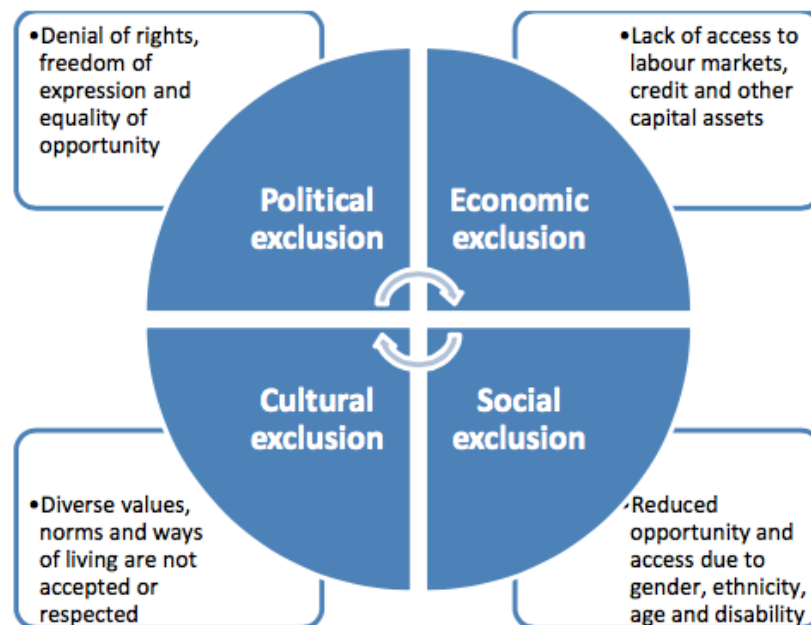 •Denial of rights,
freedom of
expression and
equality of
opportunity
•Lack of access to
labour markets,
credit and other
capital assets
Political
exclusion
Economic
exclusion
Cultural
exclusion
Social
exclusion
•Diverse values,
norms and ways
of living are not
accepted or
respected
•Reduced
opportunity and
access due to
gender, ethnicity,
age and disability